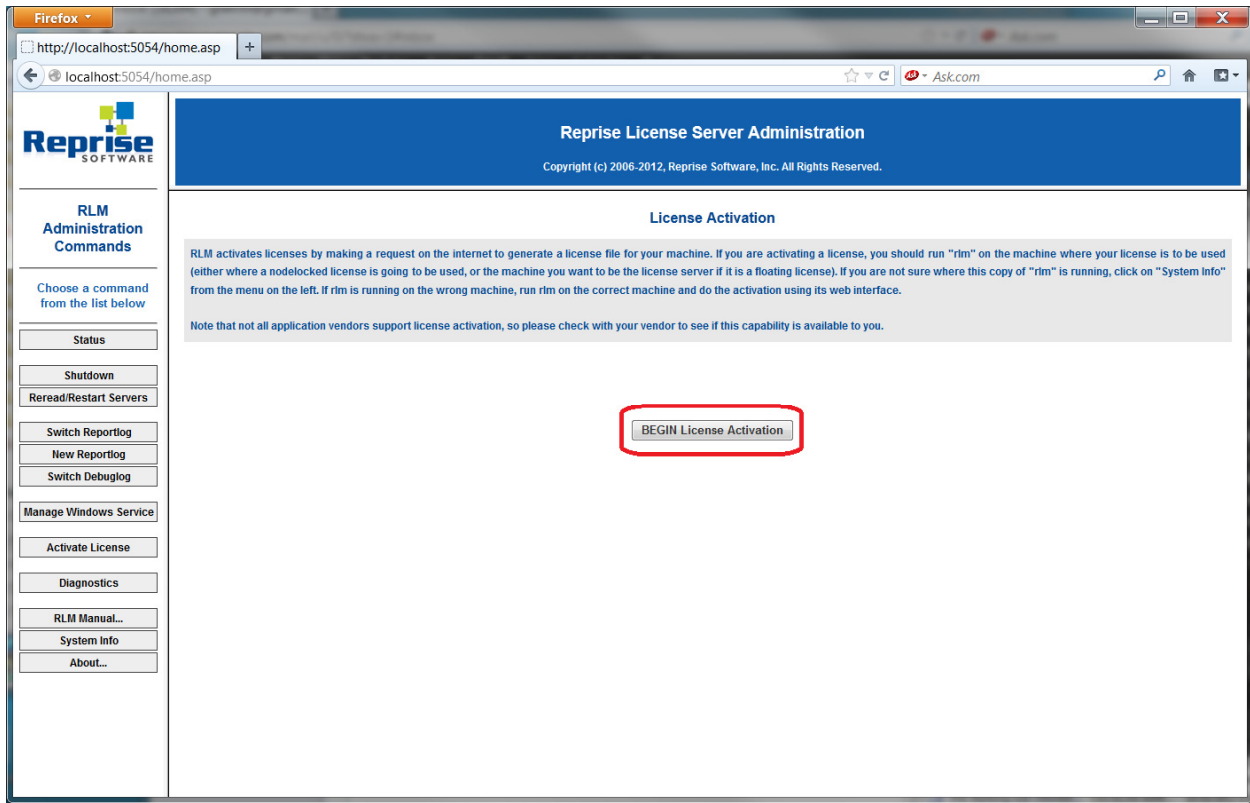 Firefox
http://localhost:5054/home.asp
+
localhost:5054/home.asp
Ask.com
Reprise
SOFTWARE
Reprise License Server Administration
Copyright (c) 2006-2012, Reprise Software, Inc. All Rights Reserved.
RLM
Administration
Commands
Choose a command
from the list below
Status
Shutdown
Reread/Restart Servers
Switch Reportlog
New Reportlog
Switch Debuglog
Manage Windows Service
Activate License
Diagnostics
RLM Manual...
System Info
About...
License Activation
RLM activates licenses by making a request on the internet to generate a license file for your machine. If you are activating a license, you should run "rlm" on the machine where your license is to be used
(either where a nodelocked license is going to be used, or the machine you want to be the license server if it is a floating license). If you are not sure where this copy of "rlm" is running, click on "System Info"
from the menu on the left. If rlm is running on the wrong machine, run rlm on the correct machine and do the activation using its web interface.
Note that not all application vendors support license activation, so please check with your vendor to see if this capability is available to you.
BEGIN License Activation